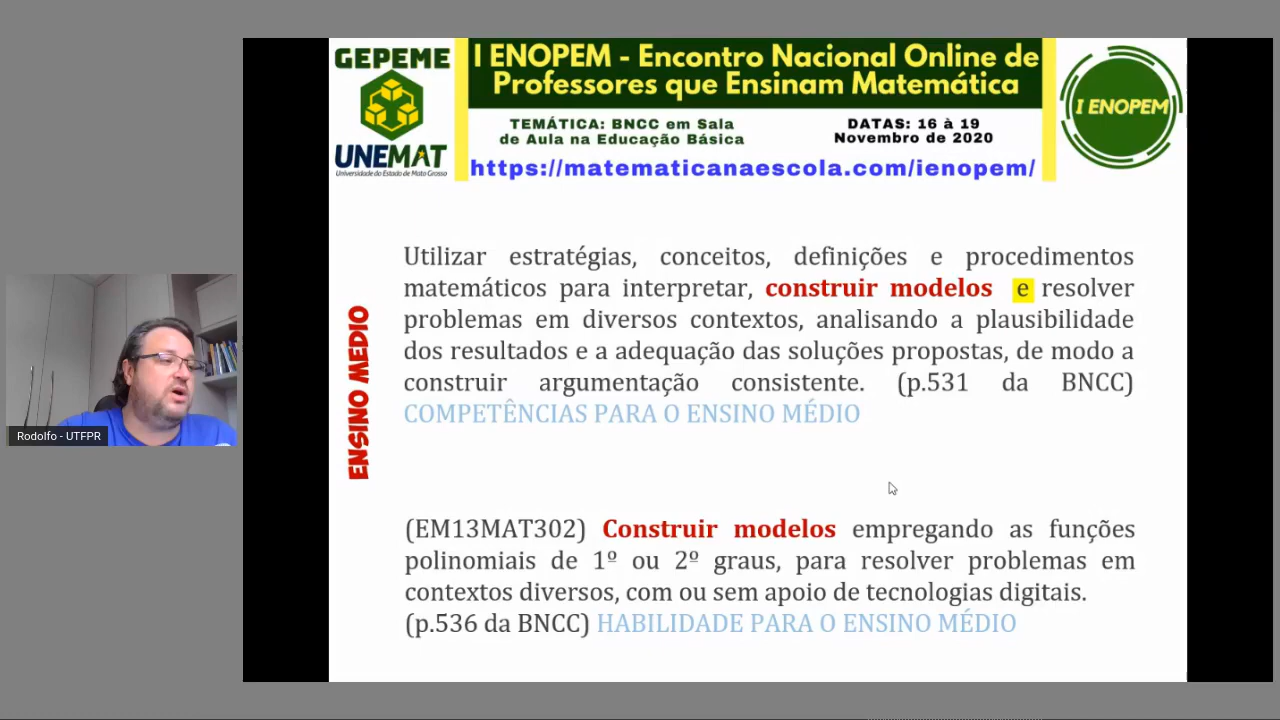 GEPEME
UNEMAT
Universidade do Estado de Mato Grosso
I ENOPEM - Encontro Nacional Online de
Professores que Ensinam Matemática
TEMÁTICA: BNCC em Sala
de Aula na Educação Básica
DATAS: 16 à 19
Novembro de 2020
https://matematicanaescola.com/ienopem/
I ENOPEM
ENSINO MEDIO
Utilizar estratégias, conceitos, definições e procedimentos
matemáticos para interpretar, construir modelos e resolver
problemas em diversos contextos, analisando a plausibilidade
dos resultados e a adequação das soluções propostas, de modo a
construir argumentação consistente. (p.531 da BNCC)
COMPETÊNCIAS PARA O ENSINO MÉDIO
(EM13MAT302) Construir modelos empregando as funções
polinomiais de 1º ou 2º graus, para resolver problemas em
contextos diversos, com ou sem apoio de tecnologias digitais.
(p.536 da BNCC) HABILIDADE PARA O ENSINO MÉDIO
Rodolfo - UTFPR